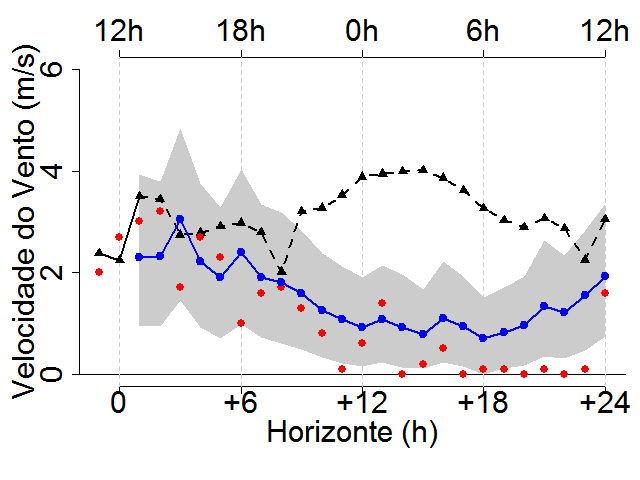 12h 18h 0h 6h 12h
Velocidade do Vento (m/s)
6
4
2
0
0 +6 +12 +18 +24
Horizonte (h)